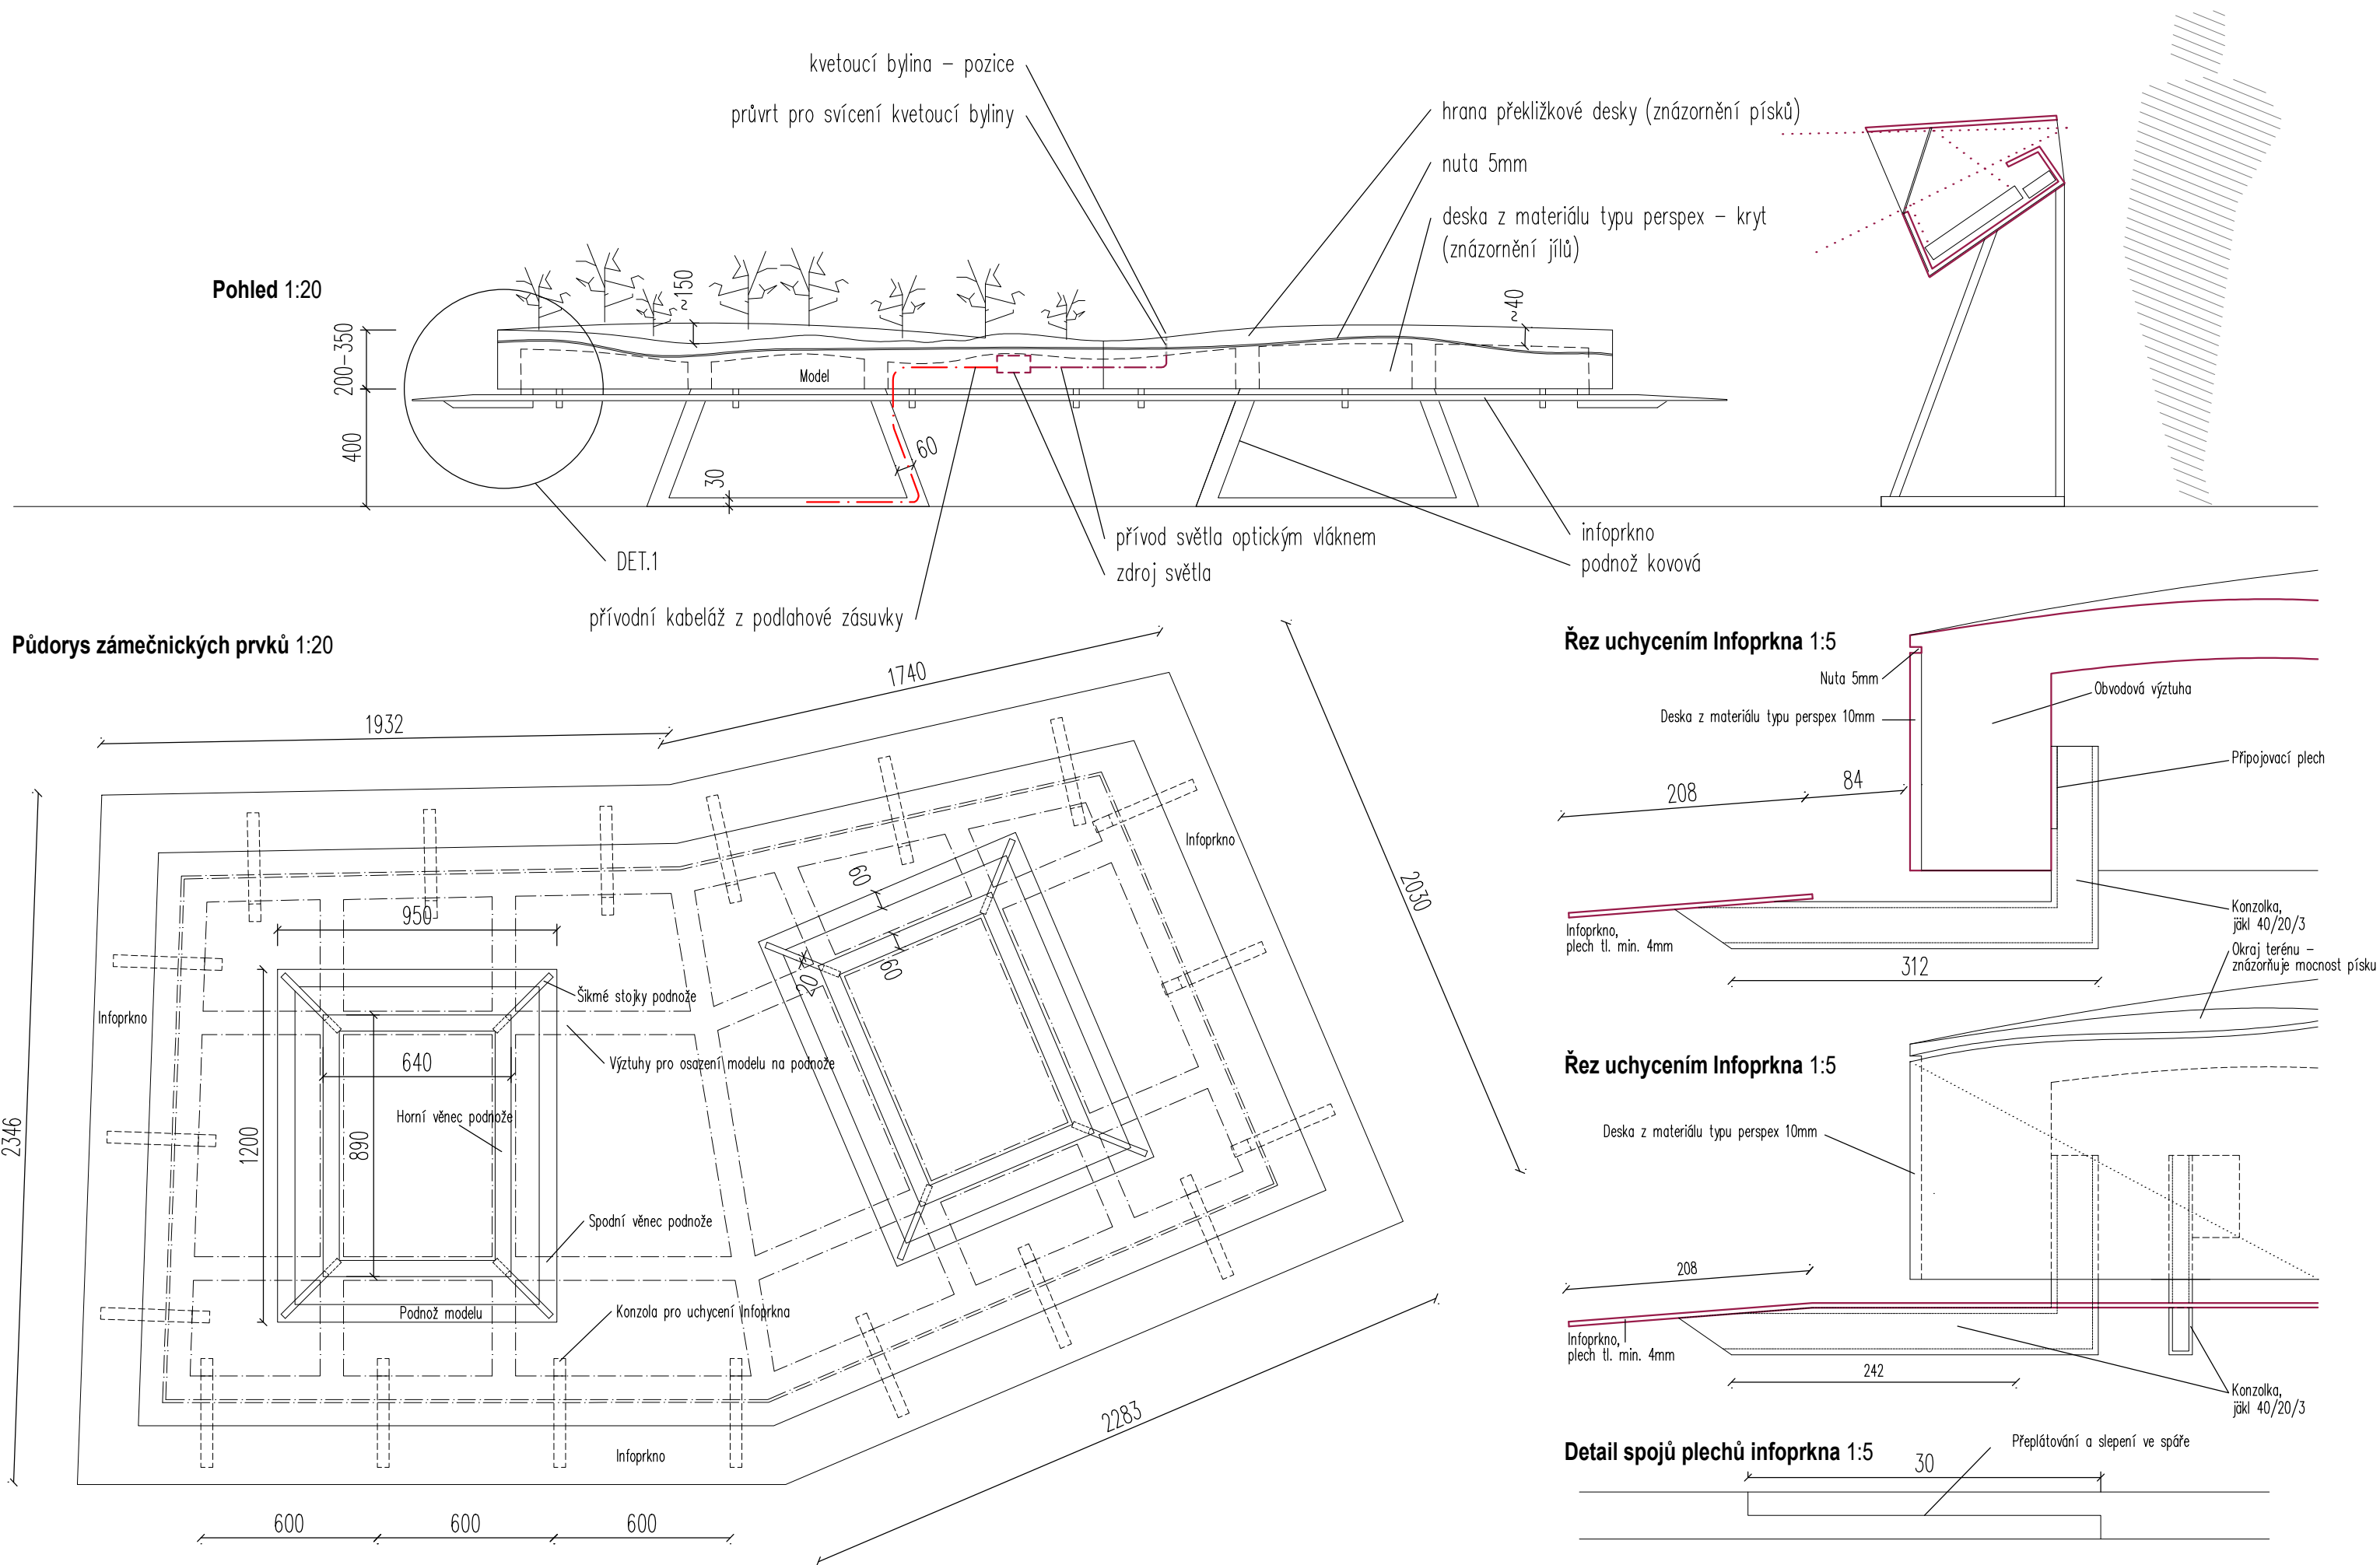 kvetoucí bylina – pozice
průvrt pro svícení kvetoucí byliny
hrana překližkové desky (znázornění písků)
nuta 5mm
deska z materiálu typu perspex – kryt
(znázornění jílů)
Pohled 1:20
~150
~40
200–350
Model
400
60
30
DET.1
přívod světla optickým vláknem
zdroj světla
infoprkno
podnož kovová
přívodní kabeláž z podlahové zásuvky
Půdorys zámečnických prvků 1:20
1932
1740
2030
2346
2283
950
640
1200
890
60
60
20
600
600
600
Infoprkno
Infoprkno
Infoprkno
Šikmé stojky podnože
Výztuhy pro osazení modelu na podnože
Horní věnec podnože
Spodní věnec podnože
Podnož modelu
Konzola pro uchycení Infoprkna
Řez uchycením Infoprkna 1:5
Nuta 5mm
Obvodová výztuha
Deska z materiálu typu perspex 10mm
Připojovací plech
208
84
Infoprkno,
plech tl. min. 4mm
312
Konzolka,
jäkl 40/20/3
Okraj terénu –
znázorňuje mocnost písku
Řez uchycením Infoprkna 1:5
Deska z materiálu typu perspex 10mm
208
Infoprkno,
plech tl. min. 4mm
242
Konzolka,
jäkl 40/20/3
Detail spojů plechů infoprkna 1:5
Přeplátování a slepení ve spáře
30